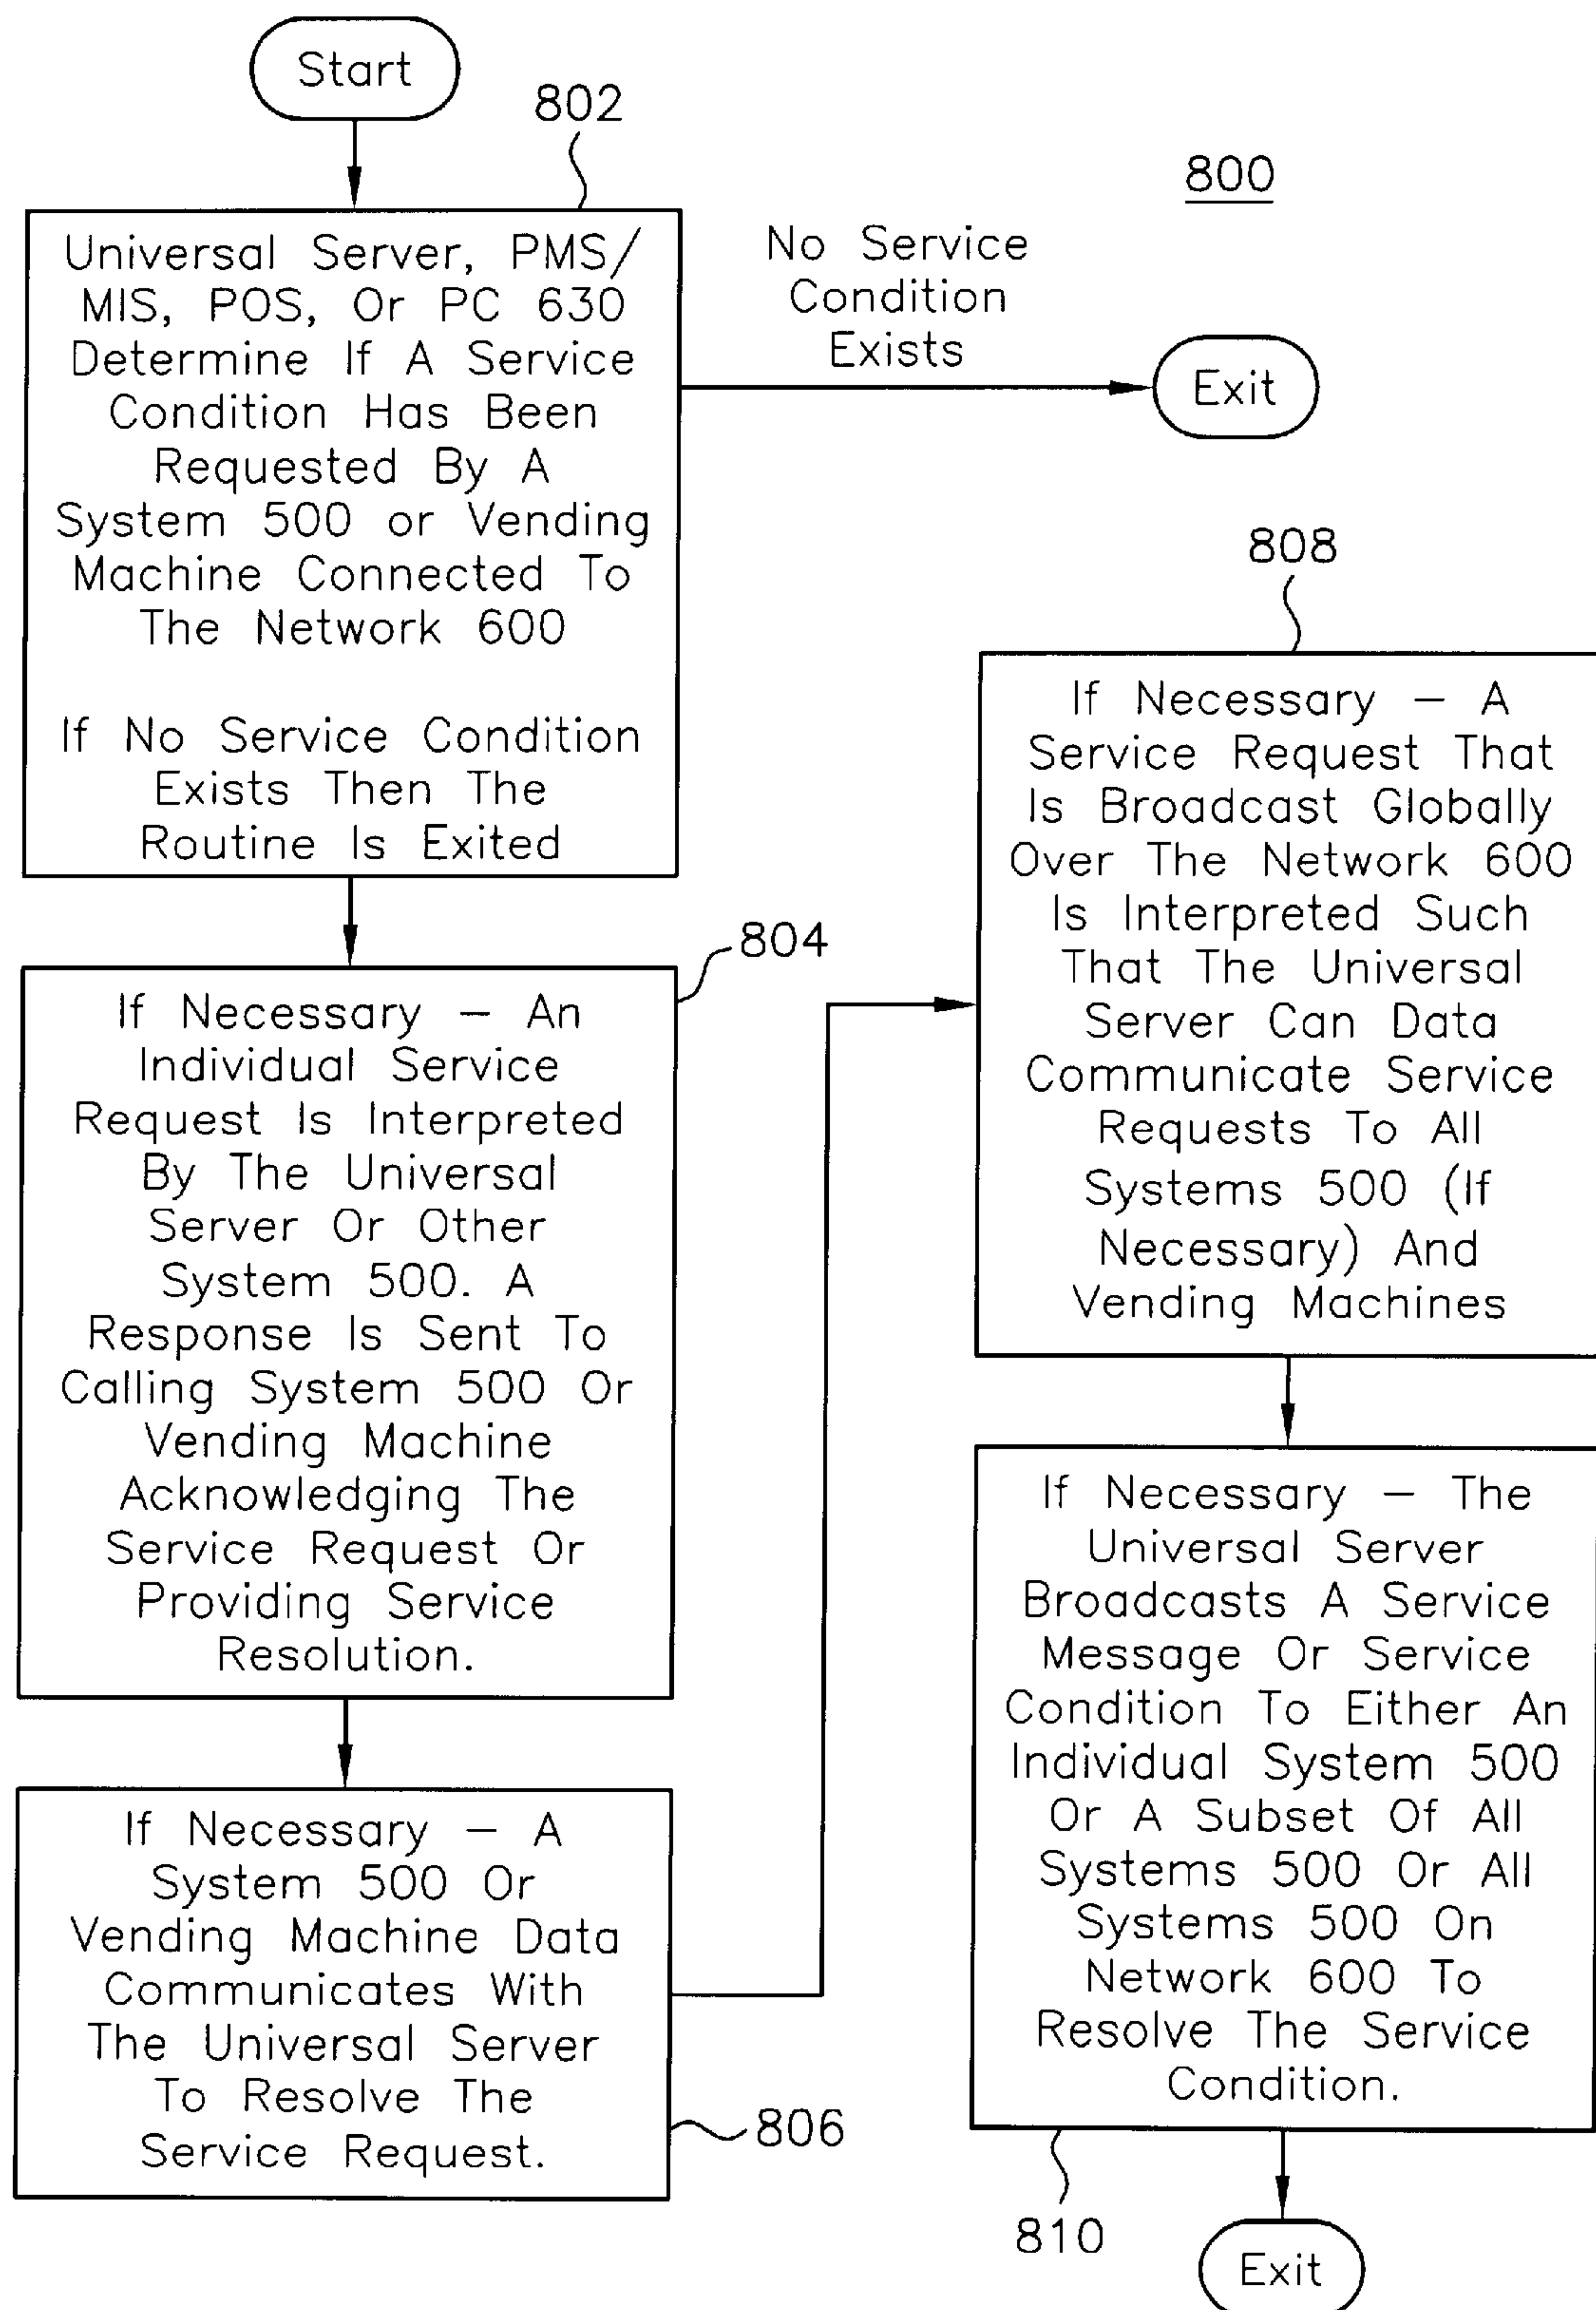 Start
802
800
Universal Server, PMS/
MIS, POS, Or PC 630
Determine If A Service
Condition Has Been
Requested By A
System 500 or Vending
Machine Connected To
The Network 600
If No Service Condition
Exists Then The
Routine Is Exited
No Service
Condition
Exists
Exit
804
If Necessary – An
Individual Service
Request Is Interpreted
By The Universal
Server Or Other
System 500. A
Response Is Sent To
Calling System 500 Or
Vending Machine
Acknowledging The
Service Request Or
Providing Service
Resolution.
If Necessary – A
System 500 Or
Vending Machine Data
Communicates With
The Universal Server
To Resolve The
Service Request.
806
808
If Necessary – A
Service Request That
Is Broadcast Globally
Over The Network 600
Is Interpreted Such
That The Universal
Server Can Data
Communicate Service
Requests To All
Systems 500 (If
Necessary) And
Vending Machines
If Necessary – The
Universal Server
Broadcasts A Service
Message Or Service
Condition To Either An
Individual System 500
Or A Subset Of All
Systems 500 Or All
Systems 500 On
Network 600 To
Resolve The Service
Condition.
810
Exit